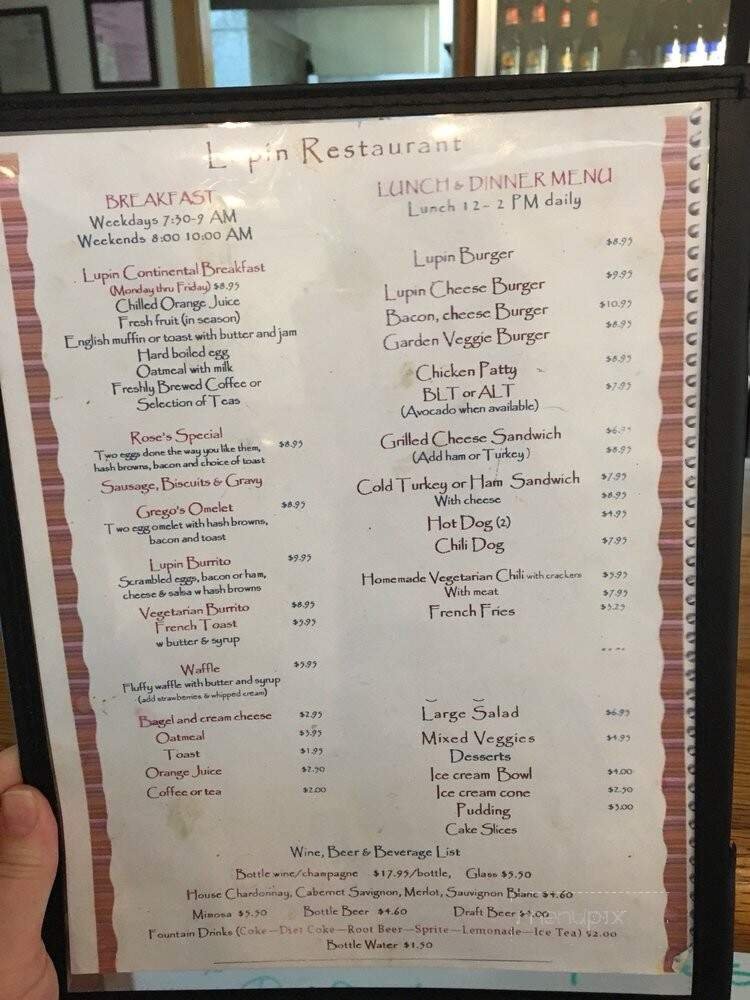 Lupin Restaurant
BREAKFAST
Weekdays 7:30-9 AM
Weekends 8:00 10:00 AM
Lupin Continental Breakfast
(Monday thru Friday) $8.95
Chilled Orange Juice
Fresh fruit (in season)
English muffin or toast with butter and jam
Hard boiled egg
Oatmeal with milk
Freshly Brewed Coffee or
Selection of Teas
Rose's Special $8.95
Two eggs done the way you like them,
hash browns, bacon and choice of toast
Sausage, Biscuits & Gravy
Grego's Omelet $8.95
Two egg omelet with hash browns,
bacon and toast
Lupin Burrito $9.95
Scrambled eggs, bacon or ham,
cheese & salsa w hash browns
Vegetarian Burrito $8.95
French Toast $5.95
w butter & syrup
Waffle $5.95
Fluffy waffle with butter and syrup
(add strawberries & whipped cream)
Bagel and cream cheese $2.95
Oatmeal $3.95
Toast $1.95
Orange Juice $2.50
Coffee or tea $2.00
LUNCH & DINNER MENU
Lunch 12- 2 PM daily
Lupin Burger $8.95
Lupin Cheese Burger $9.95
Bacon, cheese Burger $10.95
Garden Veggie Burger $8.95
Chicken Patty $8.95
BLT or ALT $7.95
(Avocado when available)
Grilled Cheese Sandwich
(Add ham or Turkey) $8.95
Cold Turkey or Ham Sandwich $7.95
With cheese $8.95
Hot Dog (2) $4.95
Chili Dog $7.95
Homemade Vegetarian Chili with crackers $5.95
With meat $7.95
French Fries $3.25
Large Salad $6.95
Mixed Veggies $4.95
Desserts
Ice cream Bowl $4.00
Ice cream cone $2.50
Pudding $3.00
Cake Slices
Wine, Beer & Beverage List
Bottle wine/champagne $17.95/bottle, Glass $5.50
House Chardonnay, Cabernet Savignon, Merlot, Sauvignon Blanc $4.60
Mimosa $5.50 Bottle Beer $4.60 Draft Beer $5.00
menupix
Fountain Drinks (Coke—Diet Coke—Root Beer—Sprite—Lemonade—Ice Tea) $2.00
Bottle Water $1.50